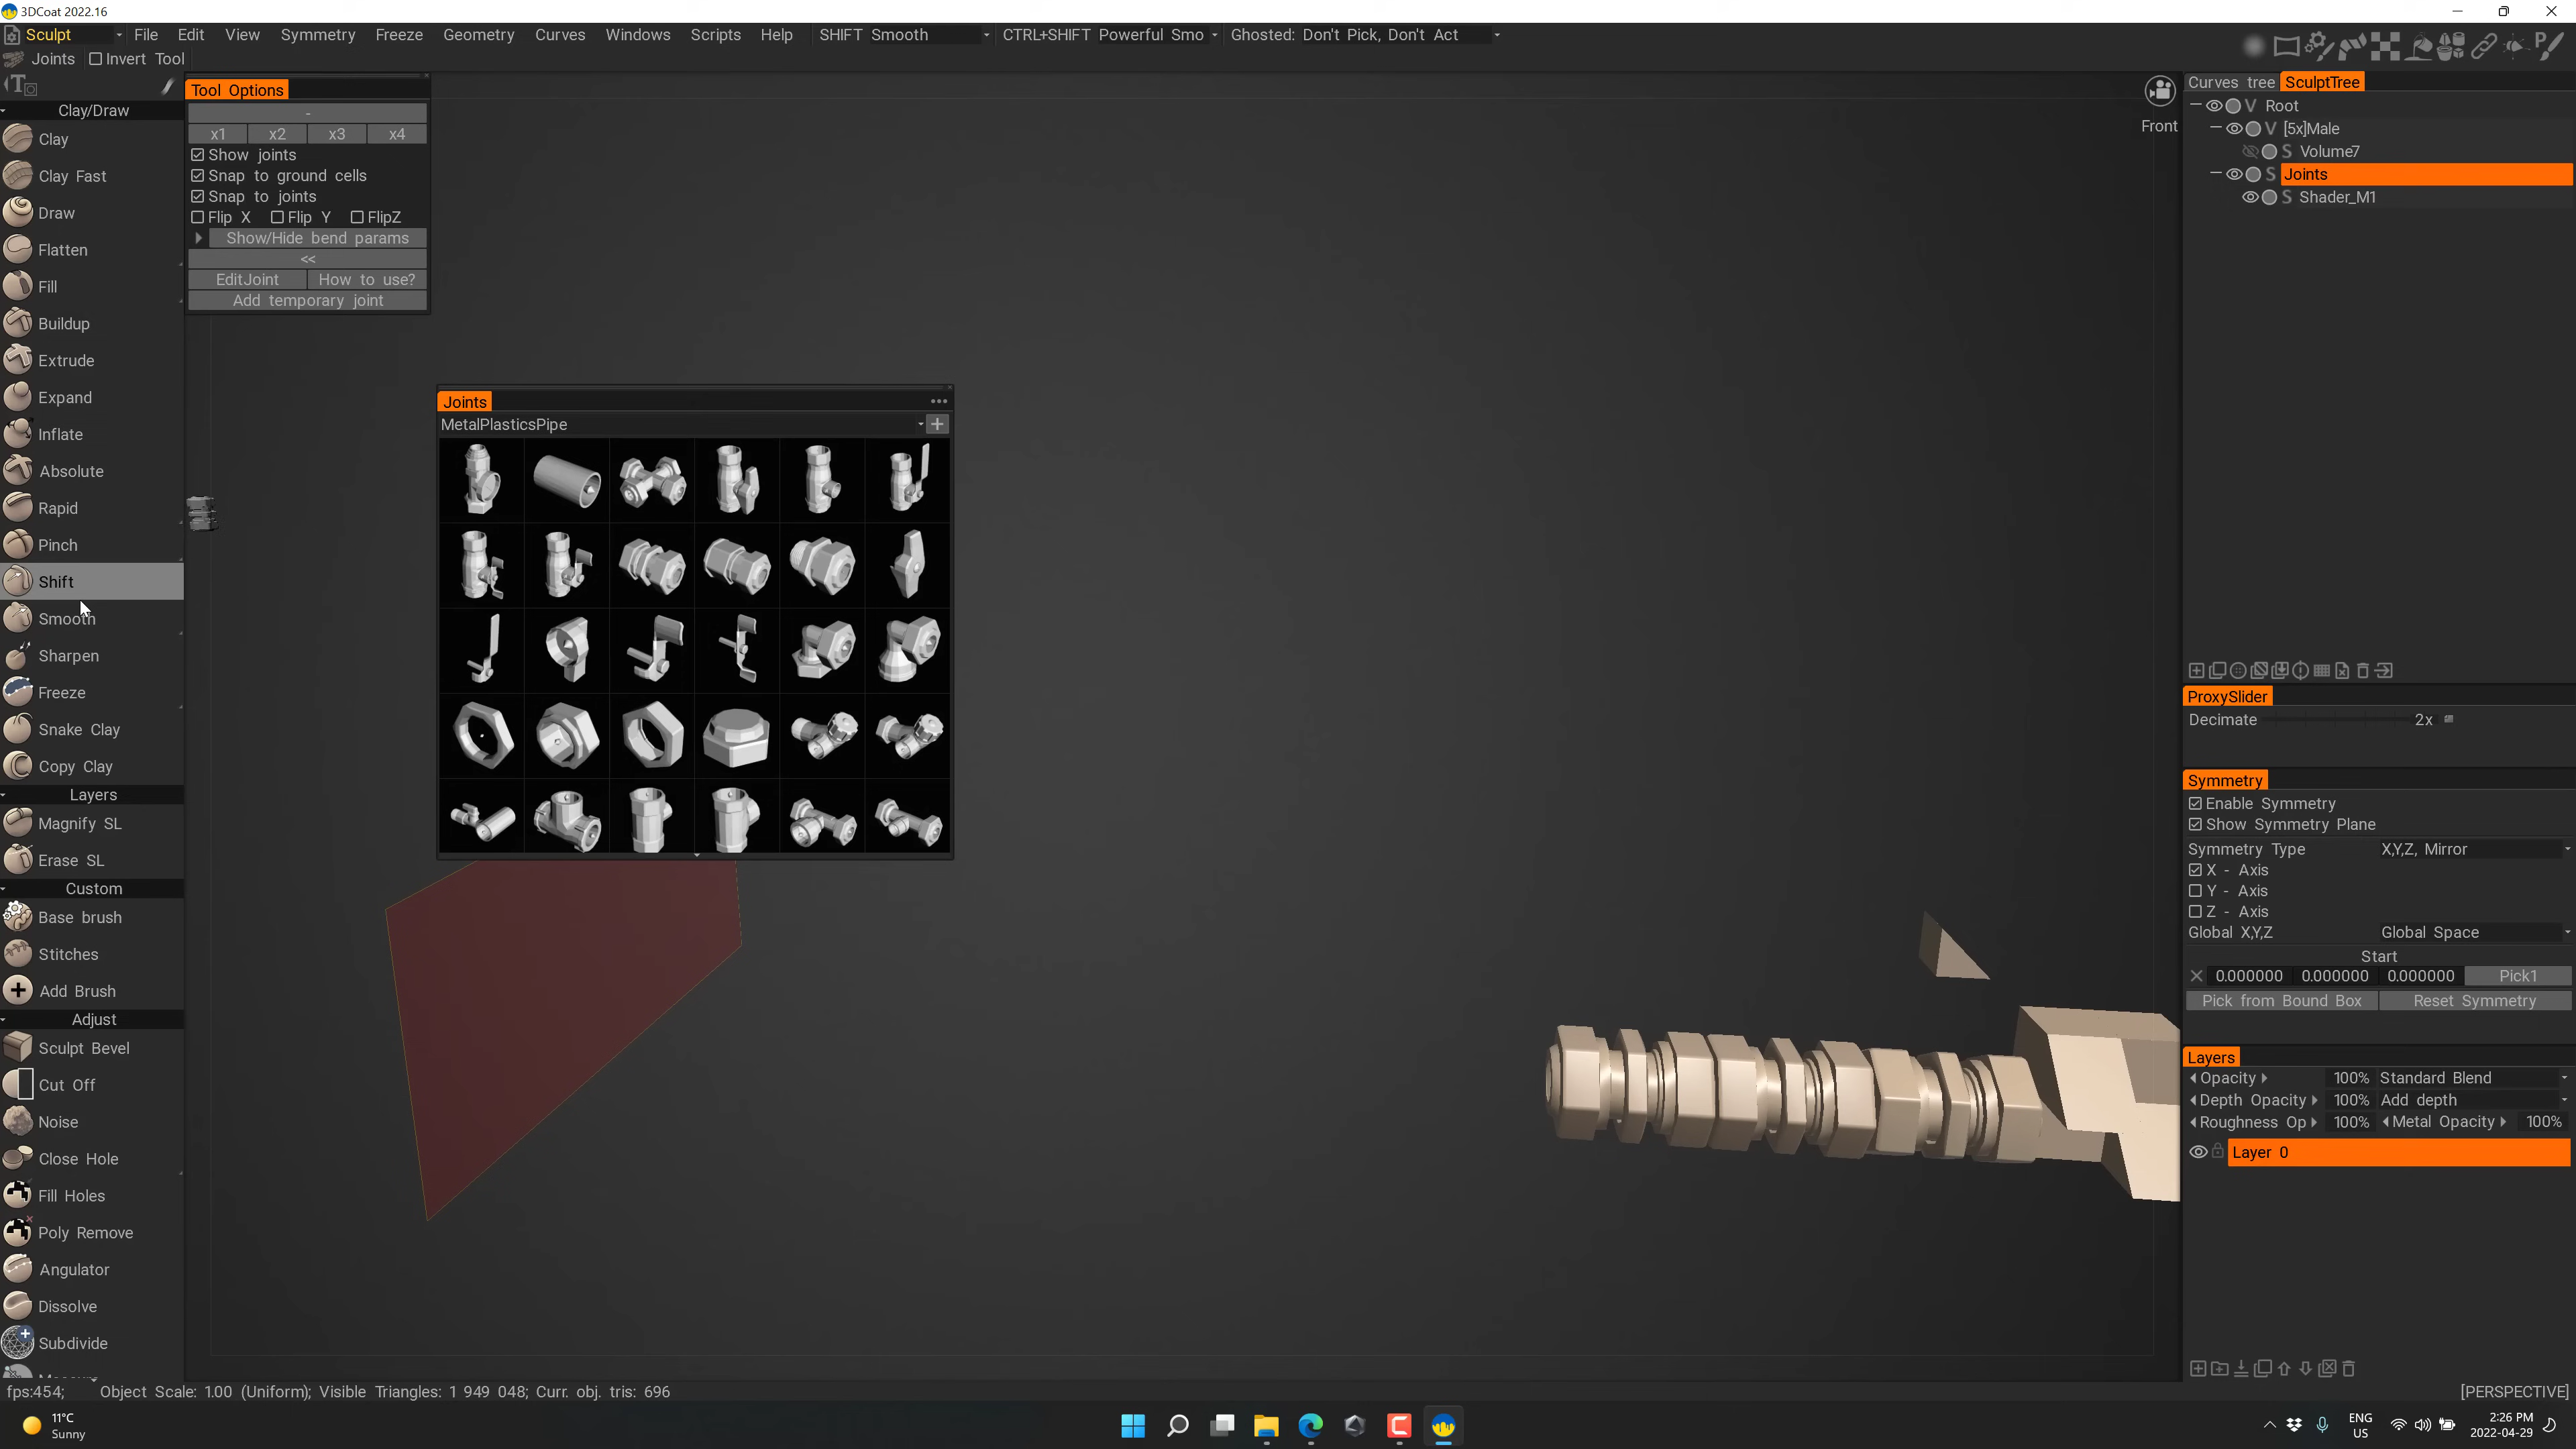 3DCoat 2022.16
Sculpt File Edit View Symmetry Freeze Geometry Curves Windows Scripts Help SHIFT Smooth CTRL+SHIFT Powerful Smo Ghosted: Don't Pick, Don't Act
Joints Invert Tool
Clay/Draw
Clay
Clay Fast
Draw
Flatten
Fill
Buildup
Extrude
Expand
Inflate
Absolute
Rapid
Pinch
Shift
Smooth
Sharpen
Freeze
Snake Clay
Copy Clay
Layers
Magnify SL
Erase SL
Custom
Base brush
Stitches
Add Brush
Adjust
Sculpt Bevel
Cut Off
Noise
Close Hole
Fill Holes
Poly Remove
Angulator
Dissolve
Subdivide
Tool Options
-
x1 x2 x3 x4
Show joints
Snap to ground cells
Snap to joints
Flip X Flip Y FlipZ
Show/Hide bend params
<<
EditJoint How to use?
Add temporary joint
Joints
MetalPlasticsPipe
Front
Curves tree SculptTree
V Root
V [5x]Male
S Volume7
S Joints
S Shader_M1
ProxySlider
Decimate 2x
Symmetry
Enable Symmetry
Show Symmetry Plane
Symmetry Type X,Y,Z, Mirror
X - Axis
Y - Axis
Z - Axis
Global X,Y,Z Global Space
Start
0.000000 0.000000 0.000000 Pick1
Pick from Bound Box Reset Symmetry
Layers
Opacity 100% Standard Blend
Depth Opacity 100% Add depth
Roughness Op 100% Metal Opacity 100%
Layer 0
fps:454; Object Scale: 1.00 (Uniform); Visible Triangles: 1 949 048; Curr. obj. tris: 696
[PERSPECTIVE]
11°C
Sunny
ENG
US
2:26 PM
2022-04-29